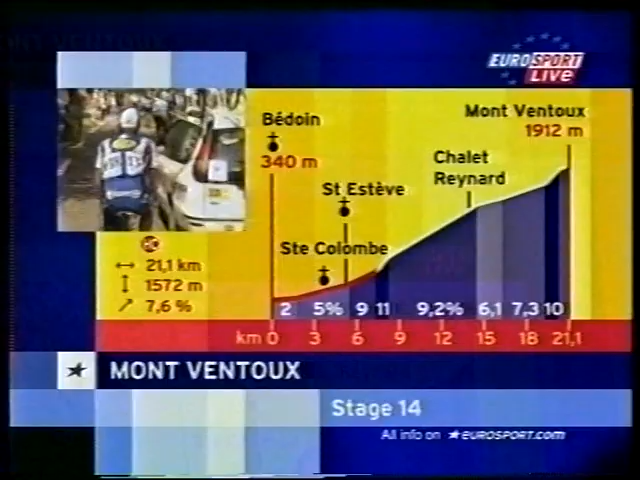 EUROSPORT
LIVE
Mont Ventoux
1912 m
Bédoin
340 m
Chalet
Reynard
St Estève
Ste Colombe
HC
21,1 km
1572 m
7,6 %
2 5% 9 11 9,2% 6,1 7,3 10
km 0 3 6 9 12 15 18 21,1
MONT VENTOUX
Stage 14
All info on eurosport.com